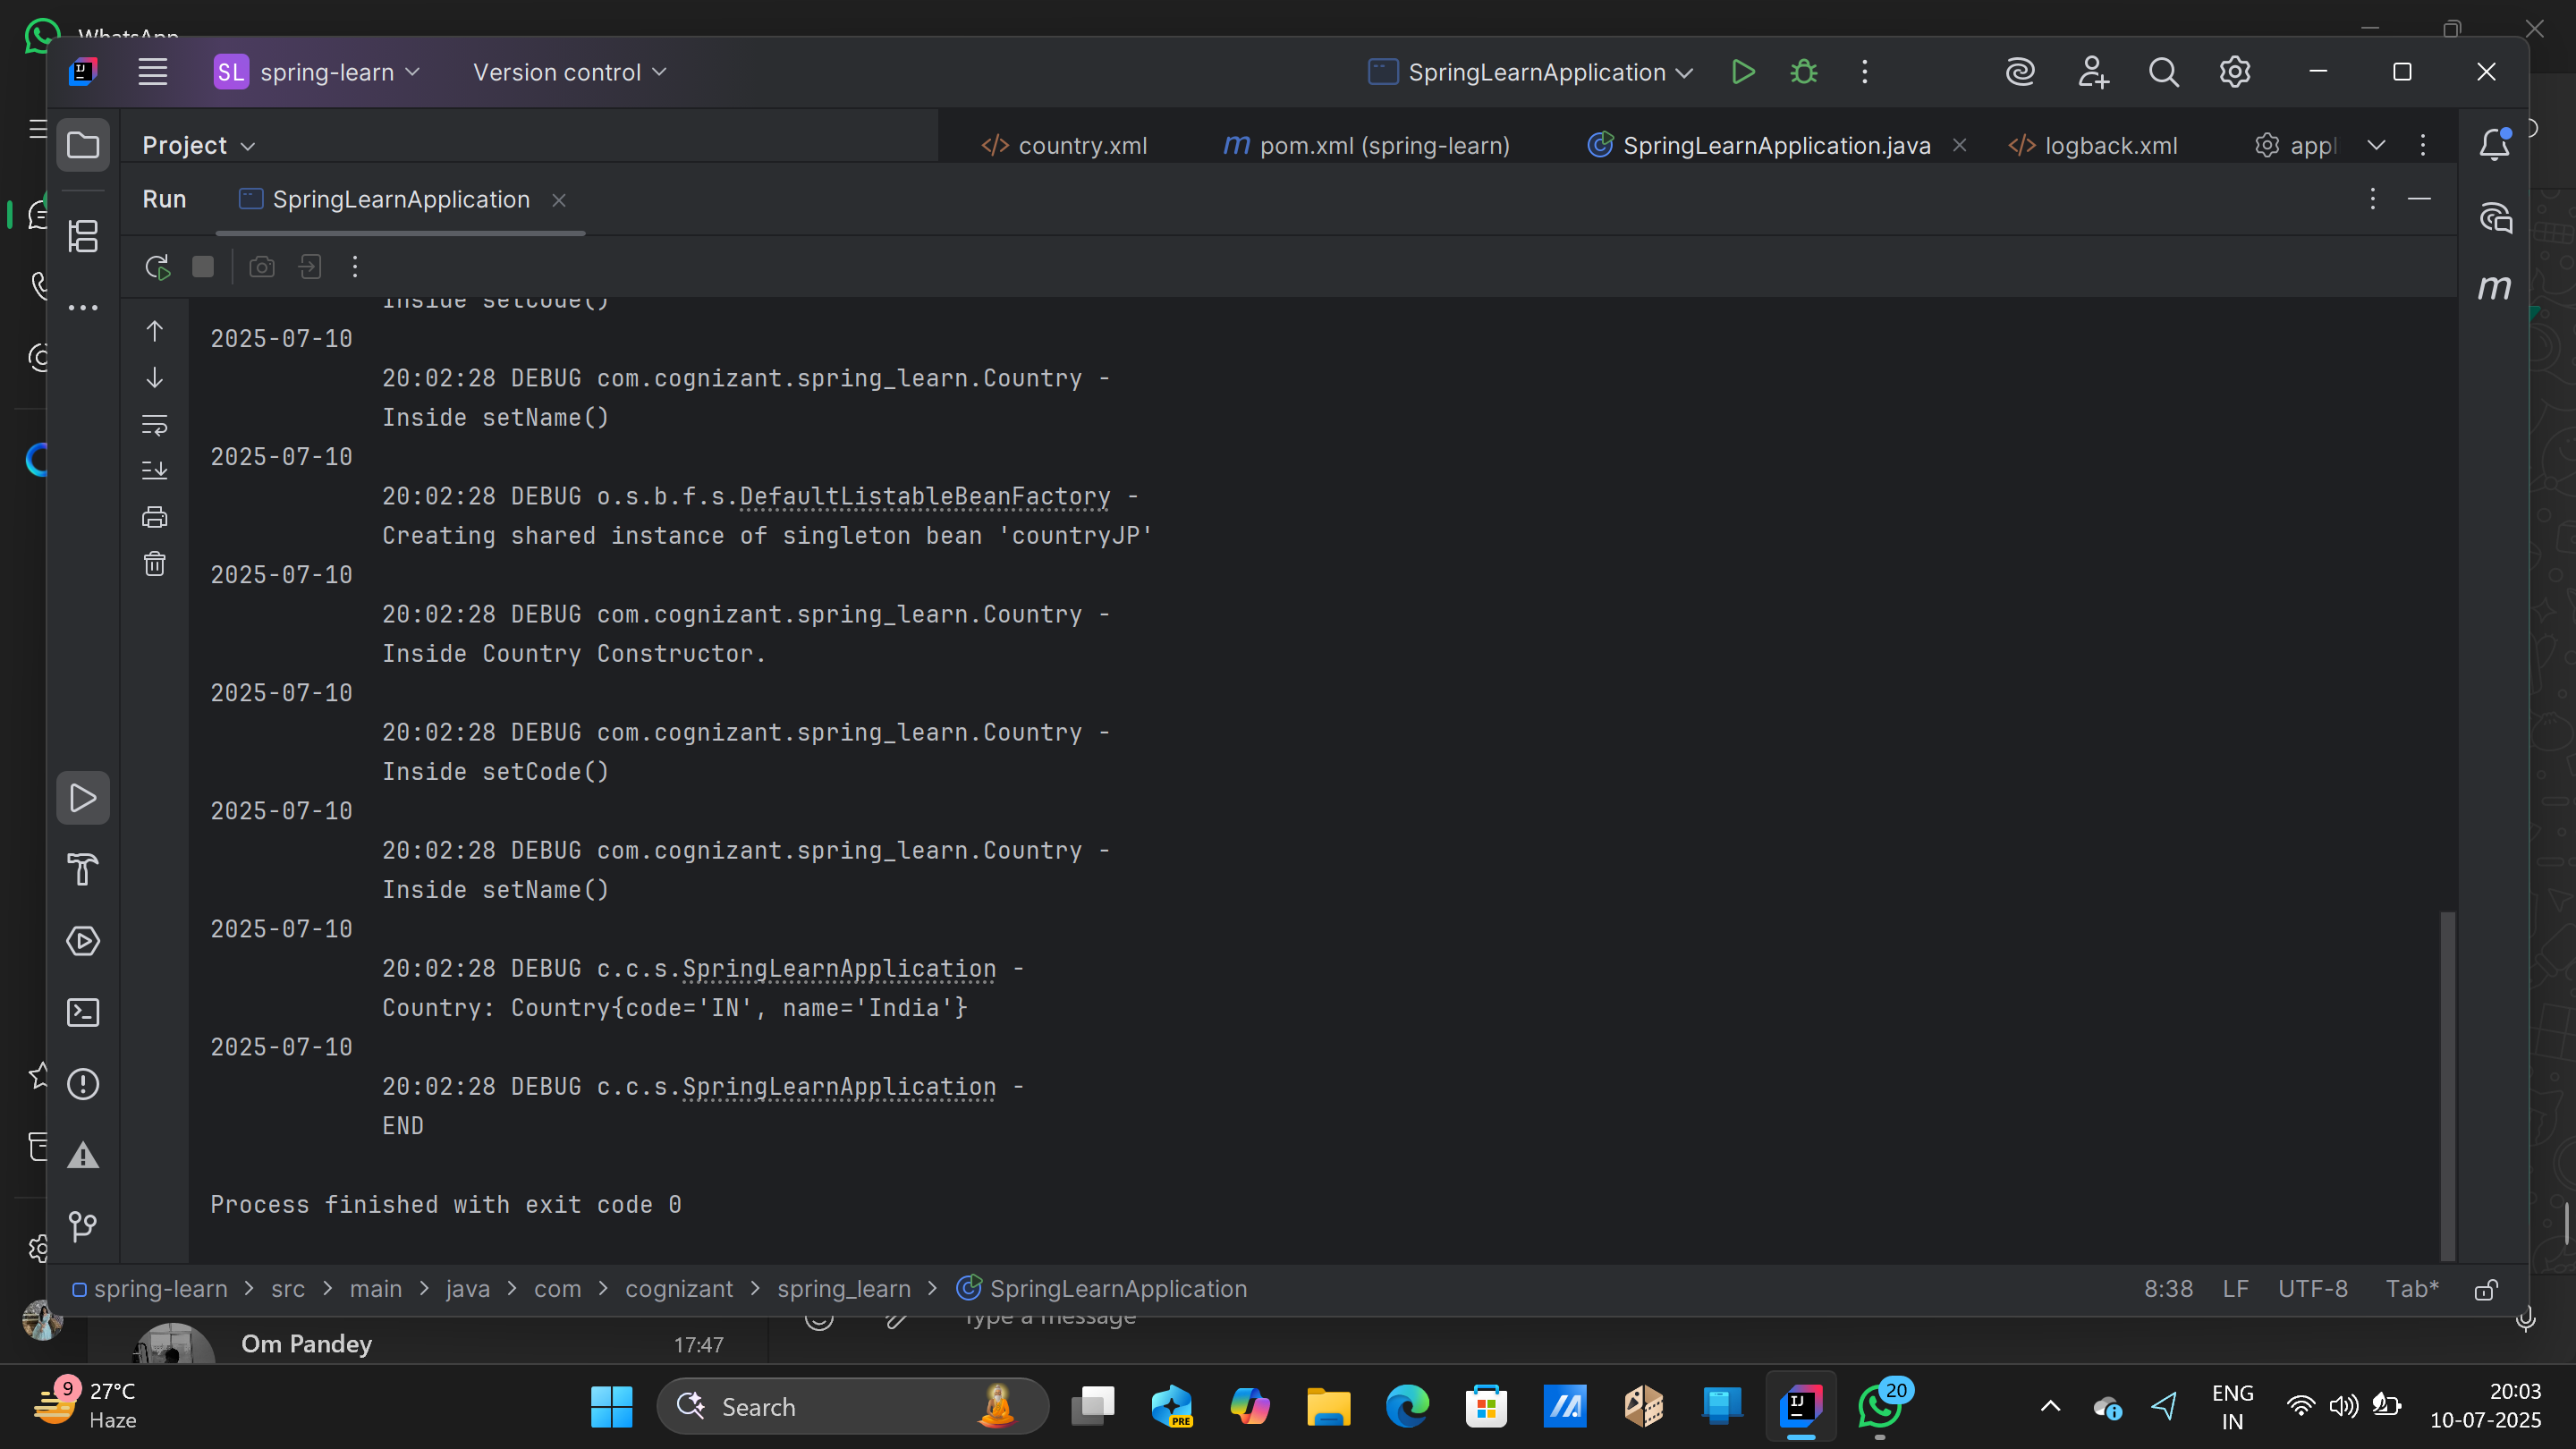 WhatsApp
SL spring-learn
Version control
SpringLearnApplication
Project
country.xml
pom.xml (spring-learn)
SpringLearnApplication.java
logback.xml
appl
Run
SpringLearnApplication
Inside setCode()
2025-07-10
20:02:28 DEBUG com.cognizant.spring_learn.Country -
Inside setName()
2025-07-10
20:02:28 DEBUG o.s.b.f.s.DefaultListableBeanFactory -
Creating shared instance of singleton bean 'countryJP'
2025-07-10
20:02:28 DEBUG com.cognizant.spring_learn.Country -
Inside Country Constructor.
2025-07-10
20:02:28 DEBUG com.cognizant.spring_learn.Country -
Inside setCode()
2025-07-10
20:02:28 DEBUG com.cognizant.spring_learn.Country -
Inside setName()
2025-07-10
20:02:28 DEBUG c.c.s.SpringLearnApplication -
Country: Country{code='IN', name='India'}
2025-07-10
20:02:28 DEBUG c.c.s.SpringLearnApplication -
END
Process finished with exit code 0
spring-learn > src > main > java > com > cognizant > spring_learn > SpringLearnApplication
8:38 LF UTF-8 Tab*
Type a message
Om Pandey 17:47
9
27°C
Haze
Search
PRE
20
ENG
IN
20:03
10-07-2025